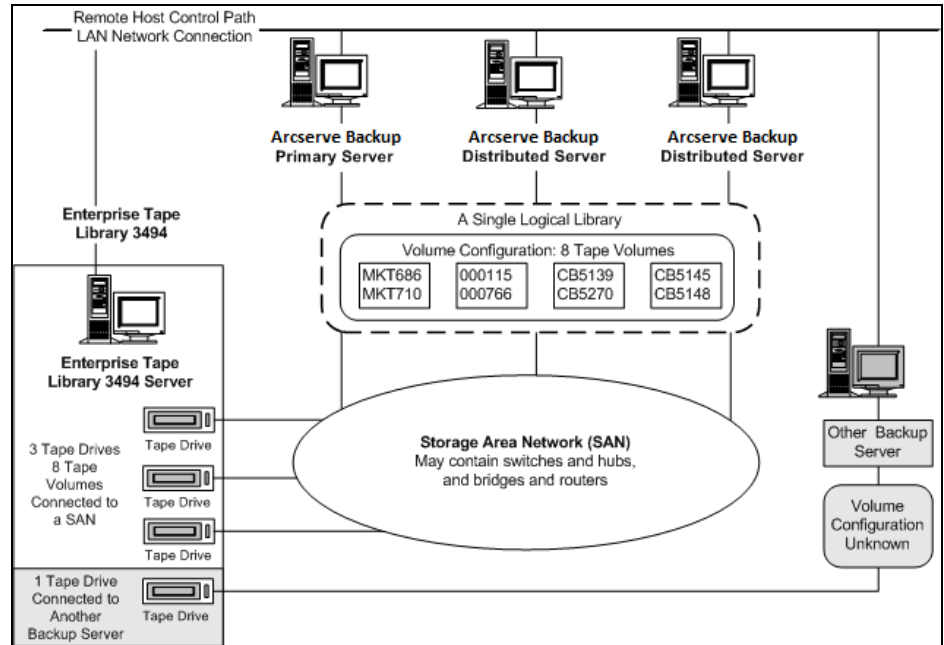 Remote Host Control Path
LAN Network Connection
Arcserve Backup
Primary Server
Arcserve Backup
Distributed Server
Arcserve Backup
Distributed Server
Enterprise Tape
Library 3494
A Single Logical Library
Volume Configuration: 8 Tape Volumes
MKT686
MKT710
000115
000766
CB5139
CB5270
CB5145
CB5148
Enterprise Tape
Library 3494 Server
3 Tape Drives
8 Tape
Volumes
Connected to
a SAN
Tape Drive
Tape Drive
Tape Drive
Storage Area Network (SAN)
May contain switches and hubs,
and bridges and routers
Other Backup
Server
Volume
Configuration
Unknown
1 Tape Drive
Connected to
Another
Backup Server
Tape Drive